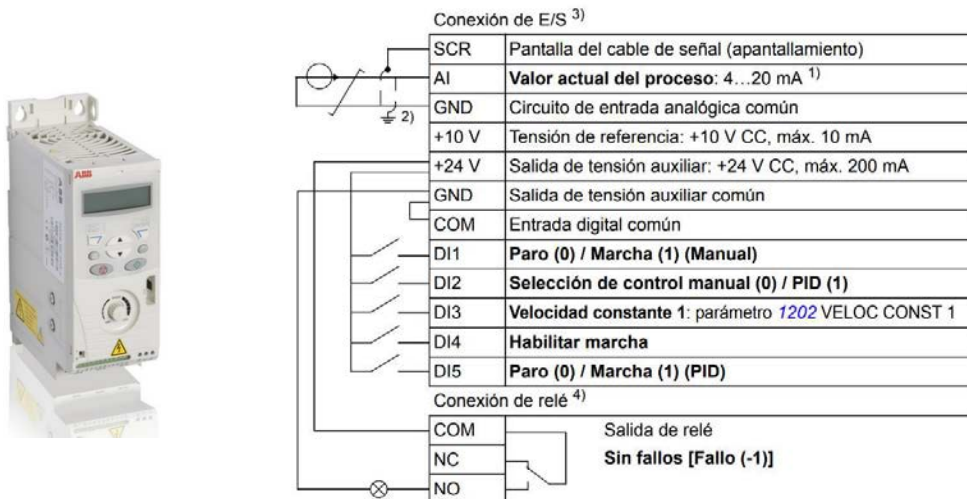 Conexión de E/S 3)
SCR Pantalla del cable de señal (apantallamiento)
AI Valor actual del proceso: 4…20 mA 1)
GND Circuito de entrada analógica común
2)
+10 V Tensión de referencia: +10 V CC, máx. 10 mA
+24 V Salida de tensión auxiliar: +24 V CC, máx. 200 mA
GND Salida de tensión auxiliar común
COM Entrada digital común
DI1 Paro (0) / Marcha (1) (Manual)
DI2 Selección de control manual (0) / PID (1)
DI3 Velocidad constante 1: parámetro 1202 VELOC CONST 1
DI4 Habilitar marcha
DI5 Paro (0) / Marcha (1) (PID)
Conexión de relé 4)
COM Salida de relé
NC Sin fallos [Fallo (-1)]
NO
ABB
ABB